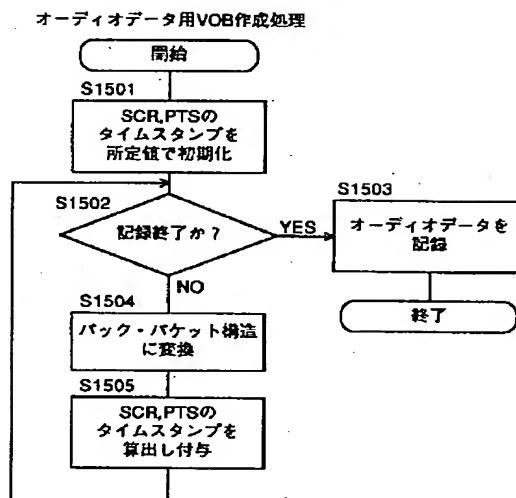 オーディオデータ用VOB作成処理
開始
S1501
SCR,PTSの
タイムスタンプを
所定値で初期化
S1502
記録終了か？
YES
S1503
オーディオデータを
記録
終了
NO
S1504
パック・パケット構造
に変換
S1505
SCR,PTSの
タイムスタンプを
算出し付与